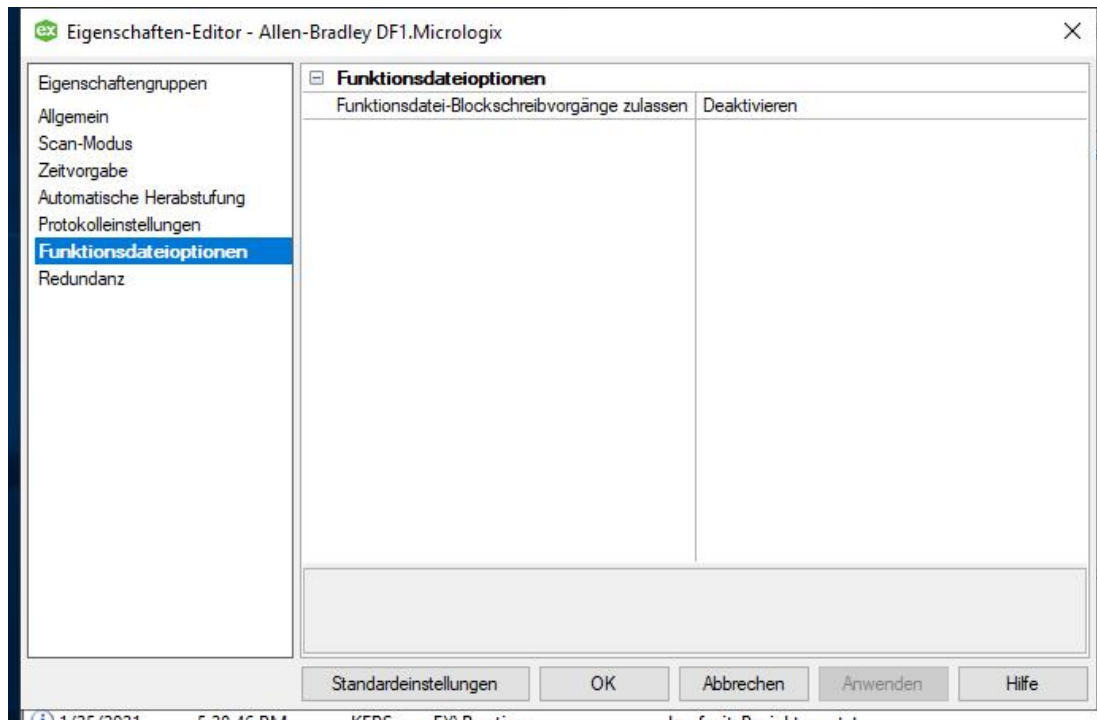 Eigenschaften-Editor - Allen-Bradley DF1.Micrologix
Eigenschaftengruppen
Allgemein
Scan-Modus
Zeitvorgabe
Automatische Herabstufung
Protokolleinstellungen
Funktionsdateioptionen
Redundanz
Funktionsdateioptionen
Funktionsdatei-Blockschreibvorgänge zulassen Deaktivieren
Standardeinstellungen OK Abbrechen Anwenden Hilfe